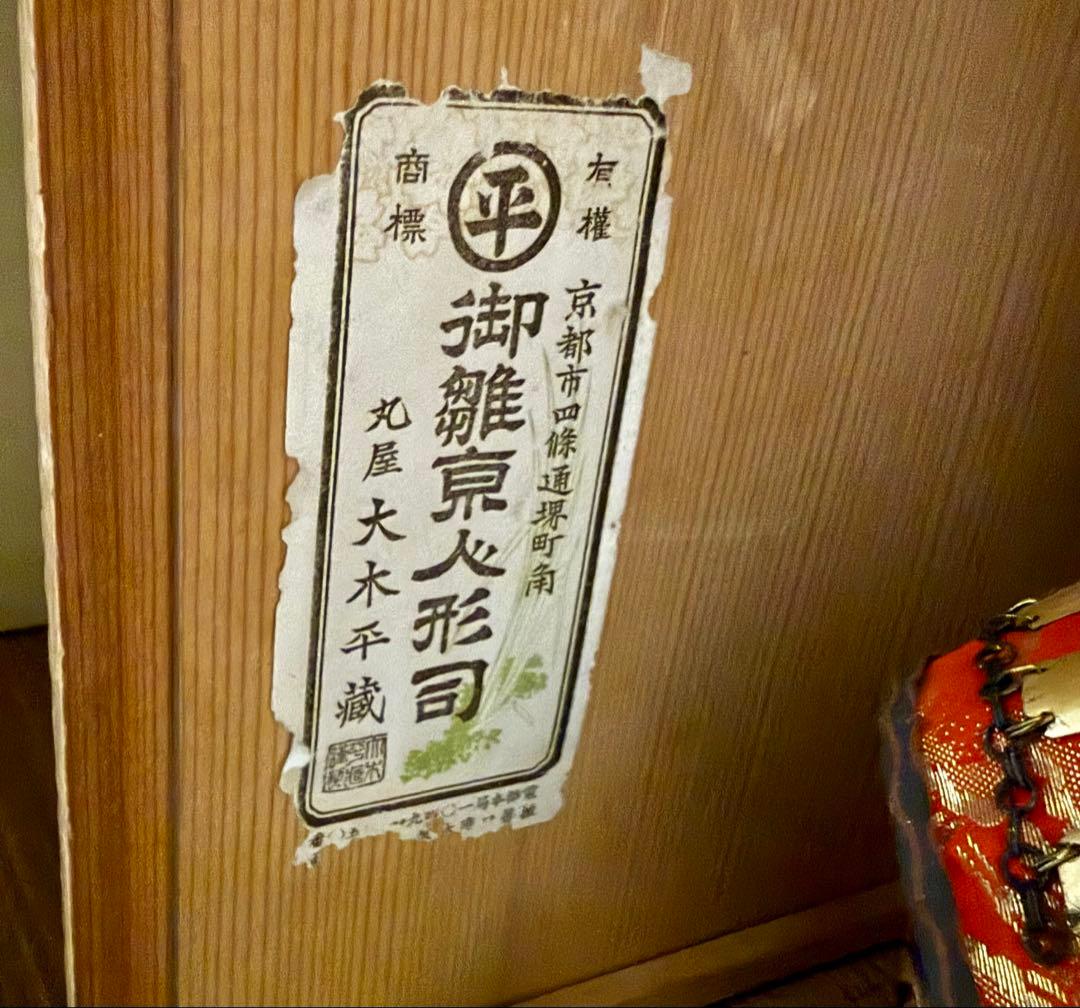 有權
㊥平
商標
京都市四條通堺町角
御雛京人形司
丸屋大木平藏